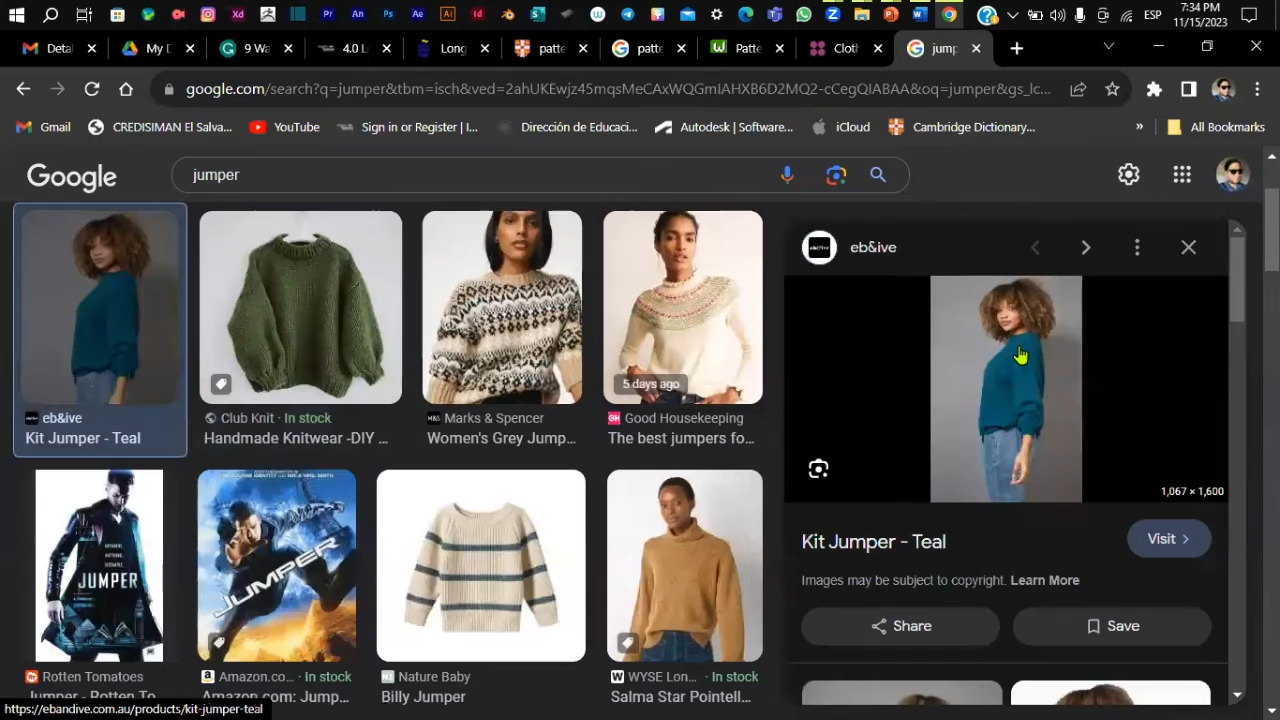 7:34 PM
ESP
11/15/2023
Detai
My D
9 Wa
4.0 L
Long
patte
patte
Patte
Cloth
jump
google.com/search?q=jumper&tbm=isch&ved=2ahUKEwjz45mqsMeCAxWQGmIAHXB6D2MQ2-cCegQIABAA&oq=jumper&gs_lc...
Gmail
CREDISIMAN El Salva...
YouTube
Sign in or Register | I...
Dirección de Educaci...
Autodesk | Software...
iCloud
Cambridge Dictionary...
»
All Bookmarks
Google
jumper
eb&ive
Kit Jumper - Teal
Club Knit · In stock
Handmade Knitwear -DIY ...
M&S
Marks & Spencer
Women's Grey Jump...
5 days ago
GH
Good Housekeeping
The best jumpers fo...
eb&ive
1,067 × 1,600
Kit Jumper - Teal
Visit
Images may be subject to copyright. Learn More
Share
Save
JUMPER
Rotten Tomatoes
Jumper - Rotten To...
JUMPER
Amazon.co... · In stock
Amazon.com: Jump...
Nature Baby
Billy Jumper
W
WYSE Lon... · In stock
Salma Star Pointell...
https://ebandive.com.au/products/kit-jumper-teal